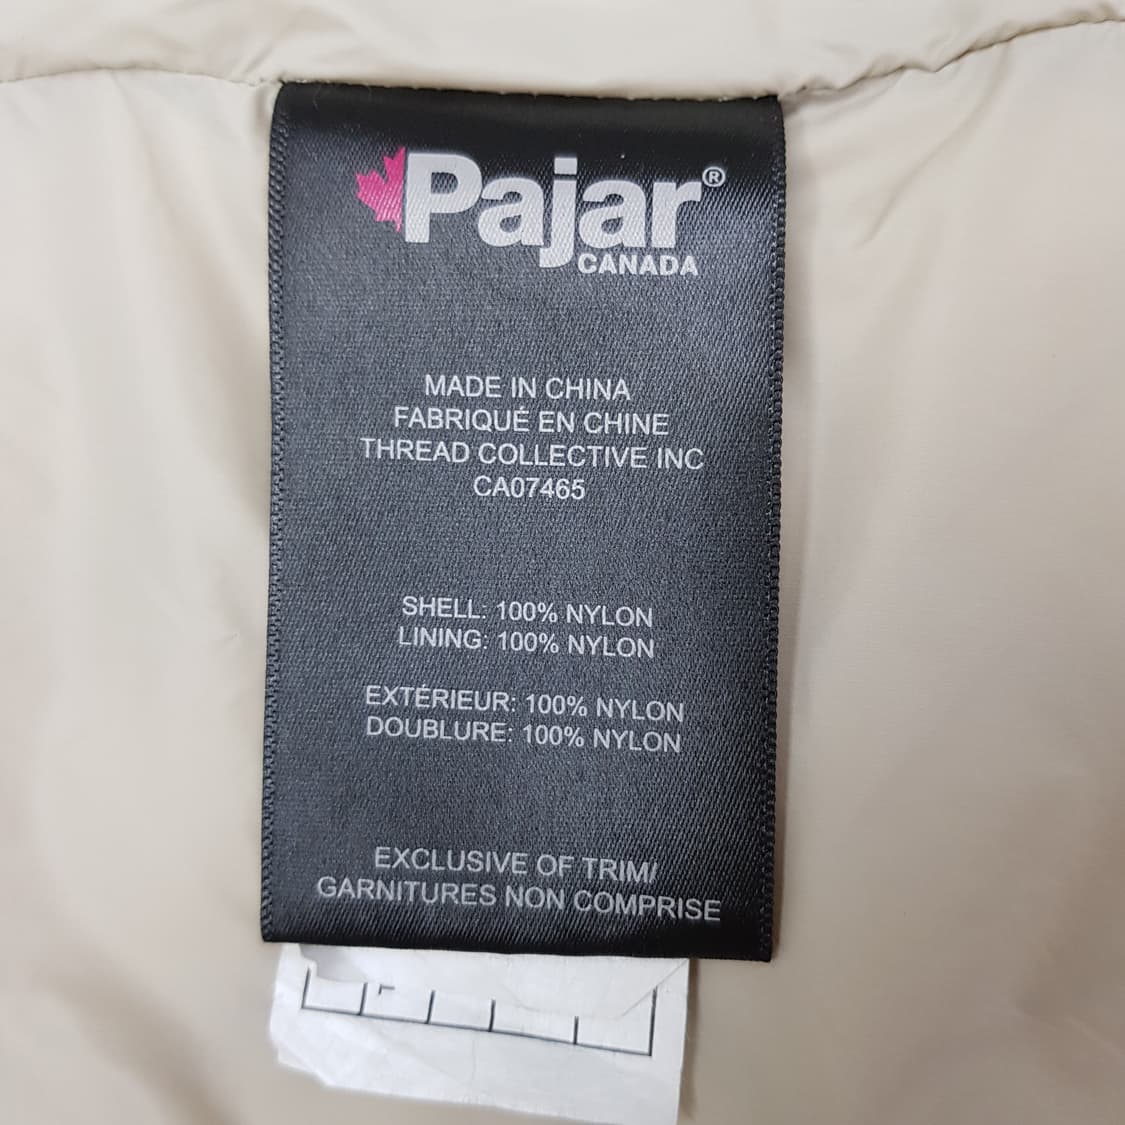 Pajar®
CANADA
MADE IN CHINA
FABRIQUÉ EN CHINE
THREAD COLLECTIVE INC
CA07465
SHELL: 100% NYLON
LINING: 100% NYLON
EXTÉRIEUR: 100% NYLON
DOUBLURE: 100% NYLON
EXCLUSIVE OF TRIM/
GARNITURES NON COMPRISE